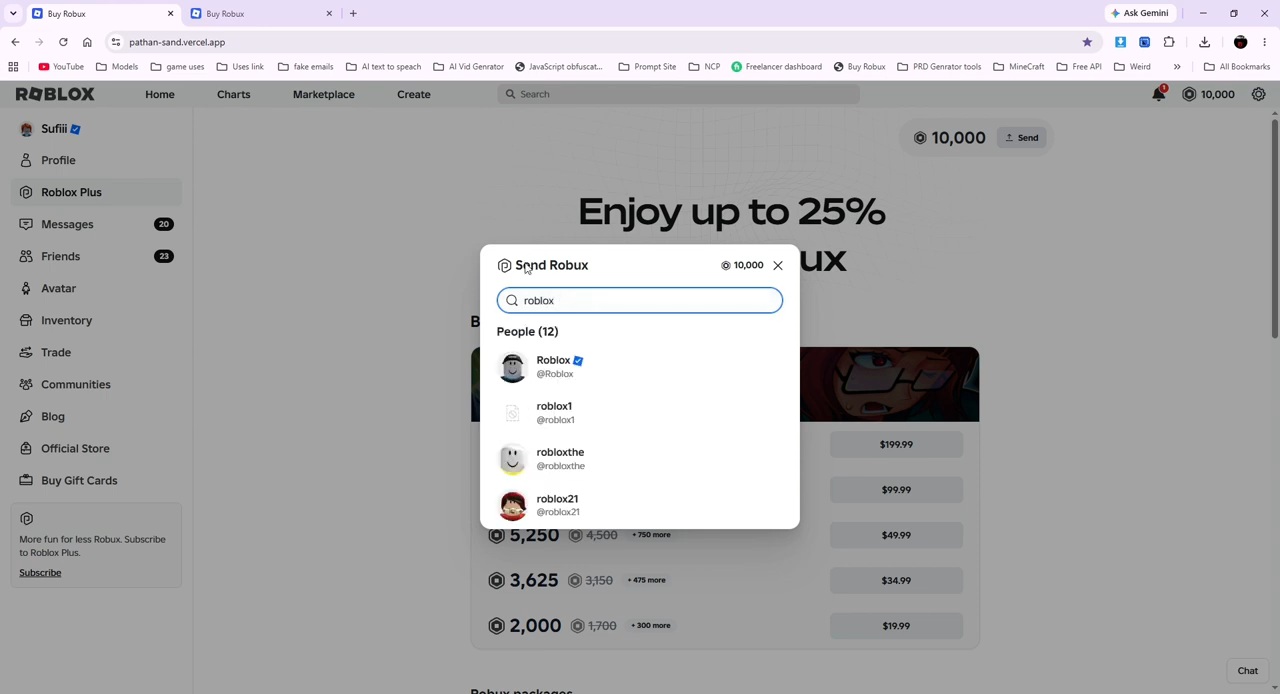 Buy Robux
Buy Robux
Ask Gemini
pathan-sand.vercel.app
YouTube
Models
game uses
Uses link
fake emails
AI text to speach
AI Vid Genrator
JavaScript obfuscat...
Prompt Site
NCP
Freelancer dashboard
Buy Robux
PRD Genrator tools
MineCraft
Free API
Weird
All Bookmarks
ROBLOX
Home
Charts
Marketplace
Create
Search
1
10,000
Sufiii
Profile
Roblox Plus
Messages
20
Friends
23
Avatar
Inventory
Trade
Communities
Blog
Official Store
Buy Gift Cards
More fun for less Robux. Subscribe
to Roblox Plus.
Subscribe
10,000
Send
Enjoy up to 25%
ux
B
Send Robux
10,000
roblox
People (12)
Roblox
@Roblox
roblox1
@roblox1
robloxthe
@robloxthe
roblox21
@roblox21
$199.99
$99.99
5,250 4,500 + 750 more $49.99
3,625 3,150 + 475 more $34.99
2,000 1,700 + 300 more $19.99
Robux packages
Chat